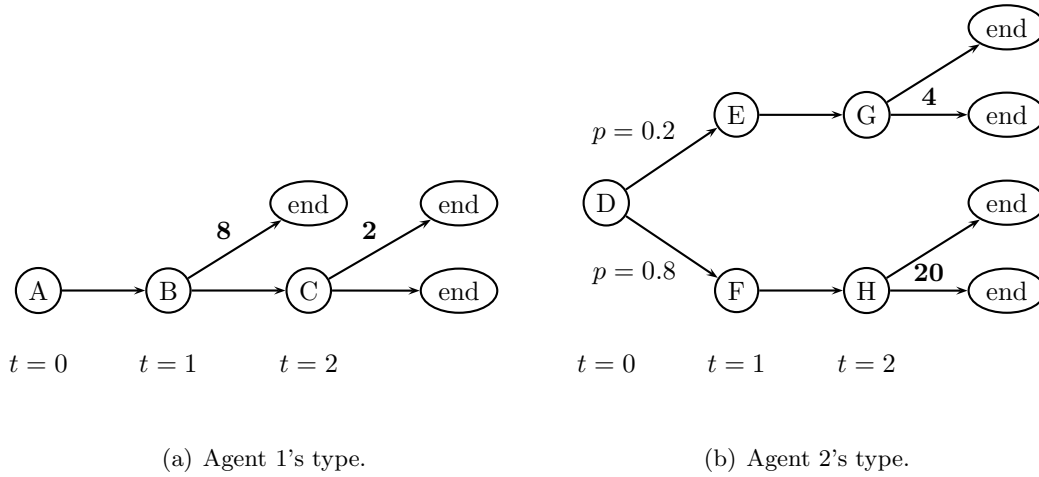 end
4
E
G
end
p = 0.2
end
end
D
end
8
2
p = 0.8
20
A
B
C
end
F
H
end
t = 0
t = 1
t = 2
t = 0
t = 1
t = 2
(a) Agent 1's type.
(b) Agent 2's type.